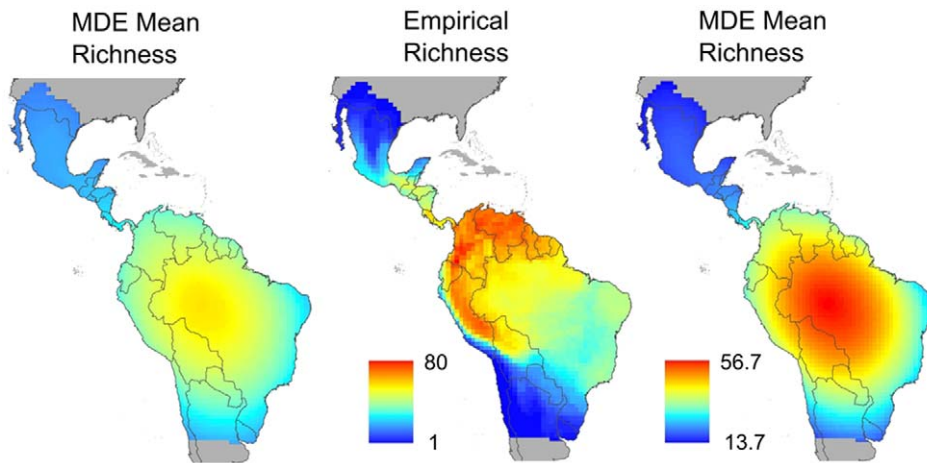 MDE Mean
Richness
Empirical
Richness
MDE Mean
Richness
80
1
56.7
13.7